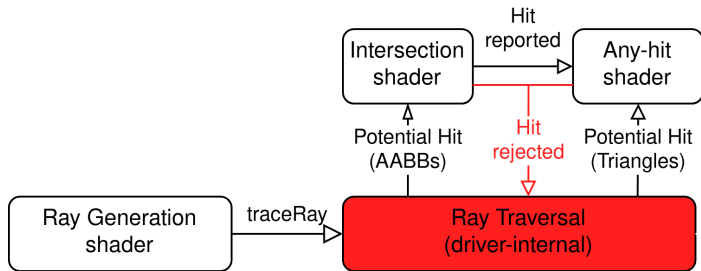 Hit
reported
Intersection
shader
Any-hit
shader
Potential Hit
(AABBs)
Hit
rejected
Potential Hit
(Triangles)
Ray Generation
shader
traceRay
Ray Traversal
(driver-internal)